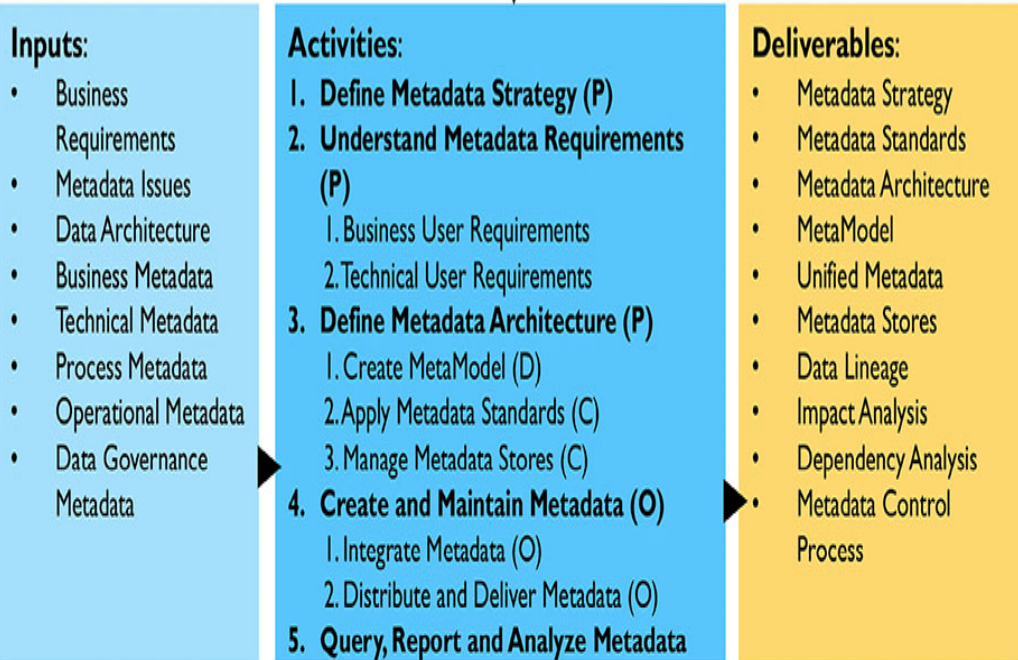 Inputs:
• Business
Requirements
• Metadata Issues
• Data Architecture
• Business Metadata
• Technical Metadata
• Process Metadata
• Operational Metadata
• Data Governance
Metadata
Activities:
1. Define Metadata Strategy (P)
2. Understand Metadata Requirements
(P)
1. Business User Requirements
2. Technical User Requirements
3. Define Metadata Architecture (P)
1. Create MetaModel (D)
2. Apply Metadata Standards (C)
3. Manage Metadata Stores (C)
4. Create and Maintain Metadata (O)
1. Integrate Metadata (O)
2. Distribute and Deliver Metadata (O)
5. Query, Report and Analyze Metadata
Deliverables:
• Metadata Strategy
• Metadata Standards
• Metadata Architecture
• MetaModel
• Unified Metadata
• Metadata Stores
• Data Lineage
• Impact Analysis
• Dependency Analysis
• Metadata Control
Process